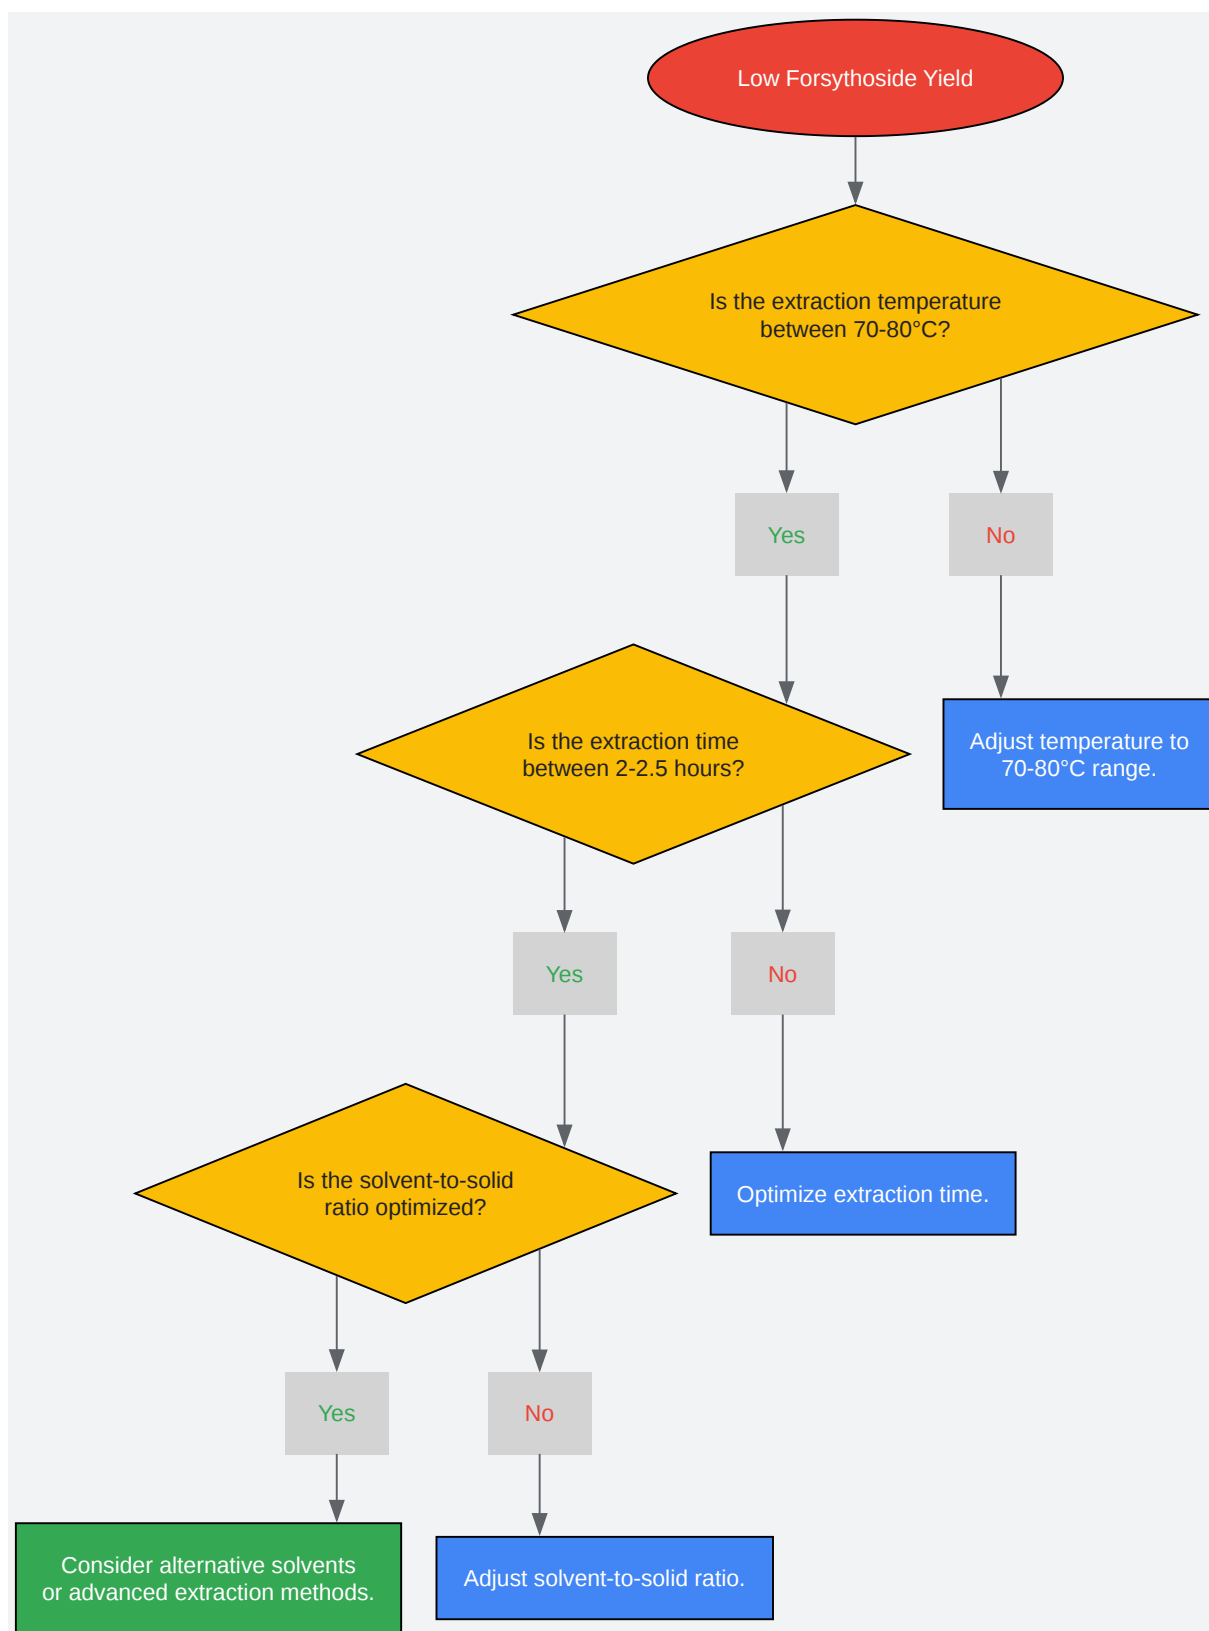 Low Forsythoside Yield
Is the extraction temperature
between 70-80°C?
Yes
No
Is the extraction time
between 2-2.5 hours?
Adjust temperature to
70-80°C range.
Yes
No
Is the solvent-to-solid
ratio optimized?
Optimize extraction time.
Yes
No
Consider alternative solvents
or advanced extraction methods.
Adjust solvent-to-solid ratio.